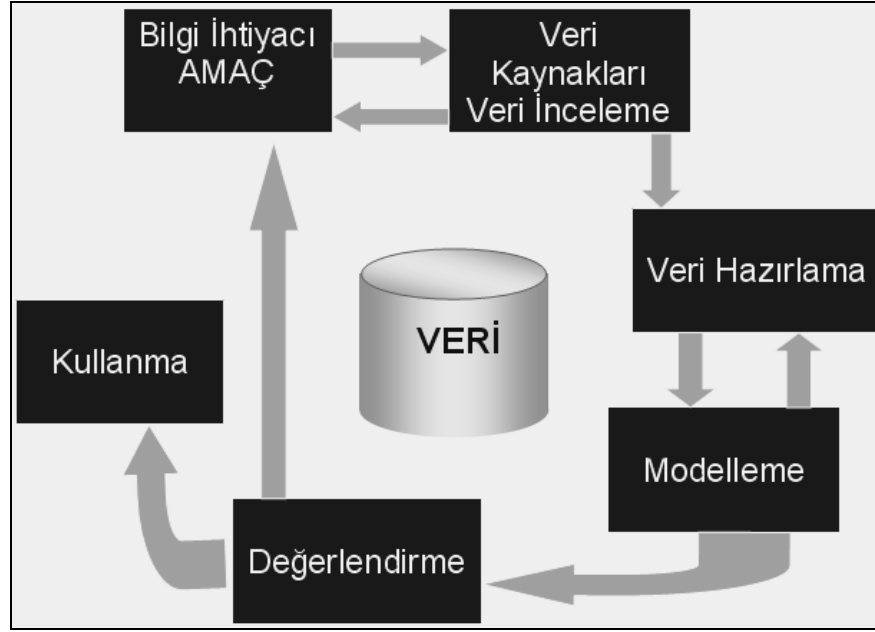 Bilgi İhtiyacı
AMAÇ
Veri
Kaynakları
Veri İnceleme
Veri Hazırlama
VERİ
Kullanma
Modelleme
Değerlendirme